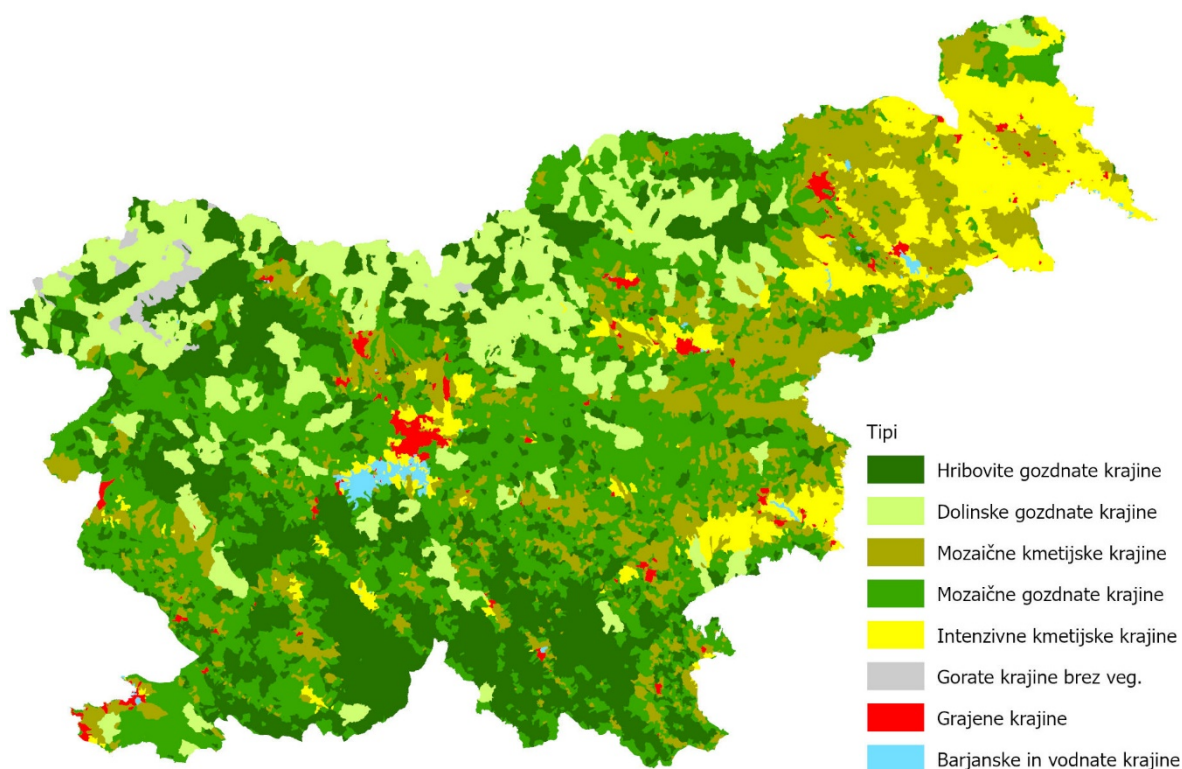 Tipi
Hribovite gozdnate krajine
Dolinske gozdnate krajine
Mozaične kmetijske krajine
Mozaične gozdnate krajine
Intenzivne kmetijske krajine
Gorate krajine brez veg.
Grajene krajine
Barjanske in vodnate krajine